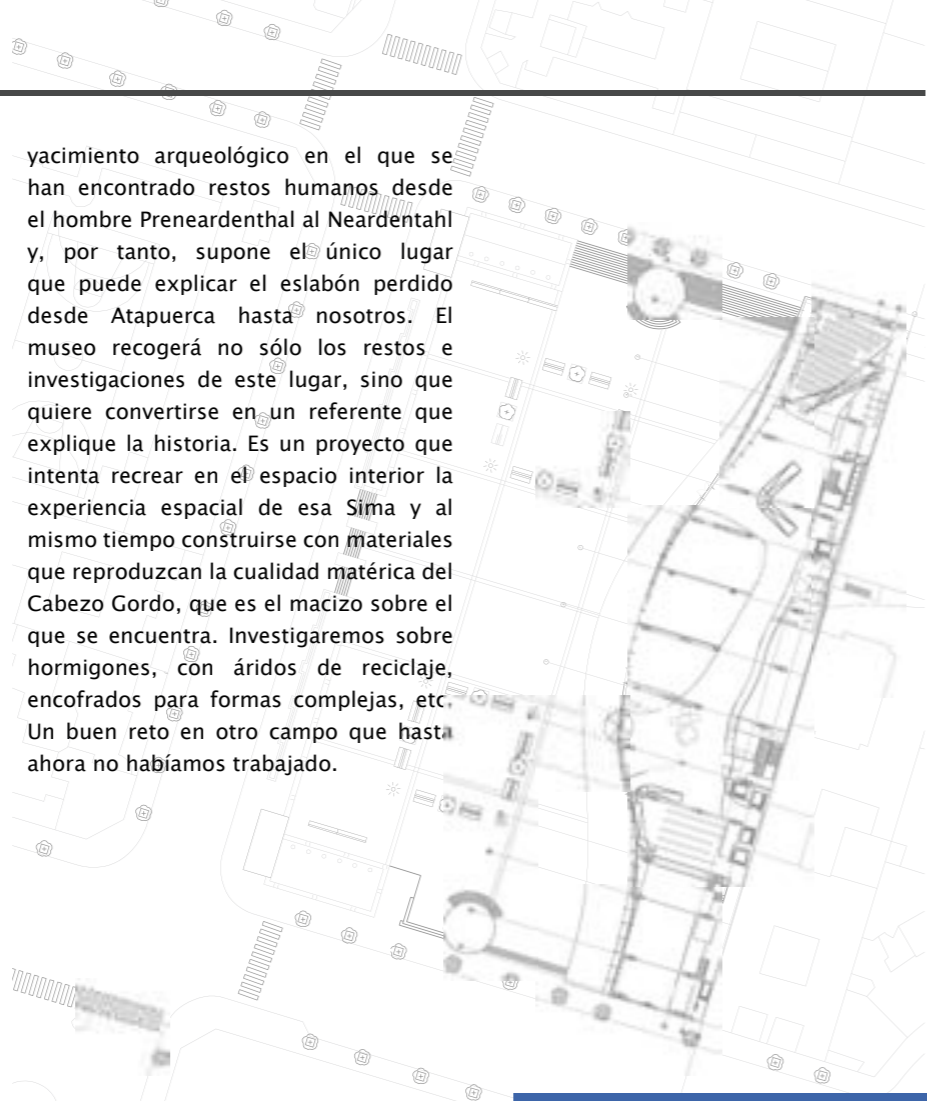 yacimiento arqueológico en el que se
han encontrado restos humanos desde
el hombre Preneardenthal al Neardentahl
y, por tanto, supone el único lugar
que puede explicar el eslabón perdido
desde Atapuerca hasta nosotros. El
museo recogerá no sólo los restos e
investigaciones de este lugar, sino que
quiere convertirse en un referente que
explique la historia. Es un proyecto que
intenta recrear en el espacio interior la
experiencia espacial de esa Sima y al
mismo tiempo construirse con materiales
que reproduzcan la cualidad matérica del
Cabezo Gordo, que es el macizo sobre el
que se encuentra. Investigaremos sobre
hormigones, con áridos de reciclaje,
encofrados para formas complejas, etc.
Un buen reto en otro campo que hasta
ahora no habíamos trabajado.